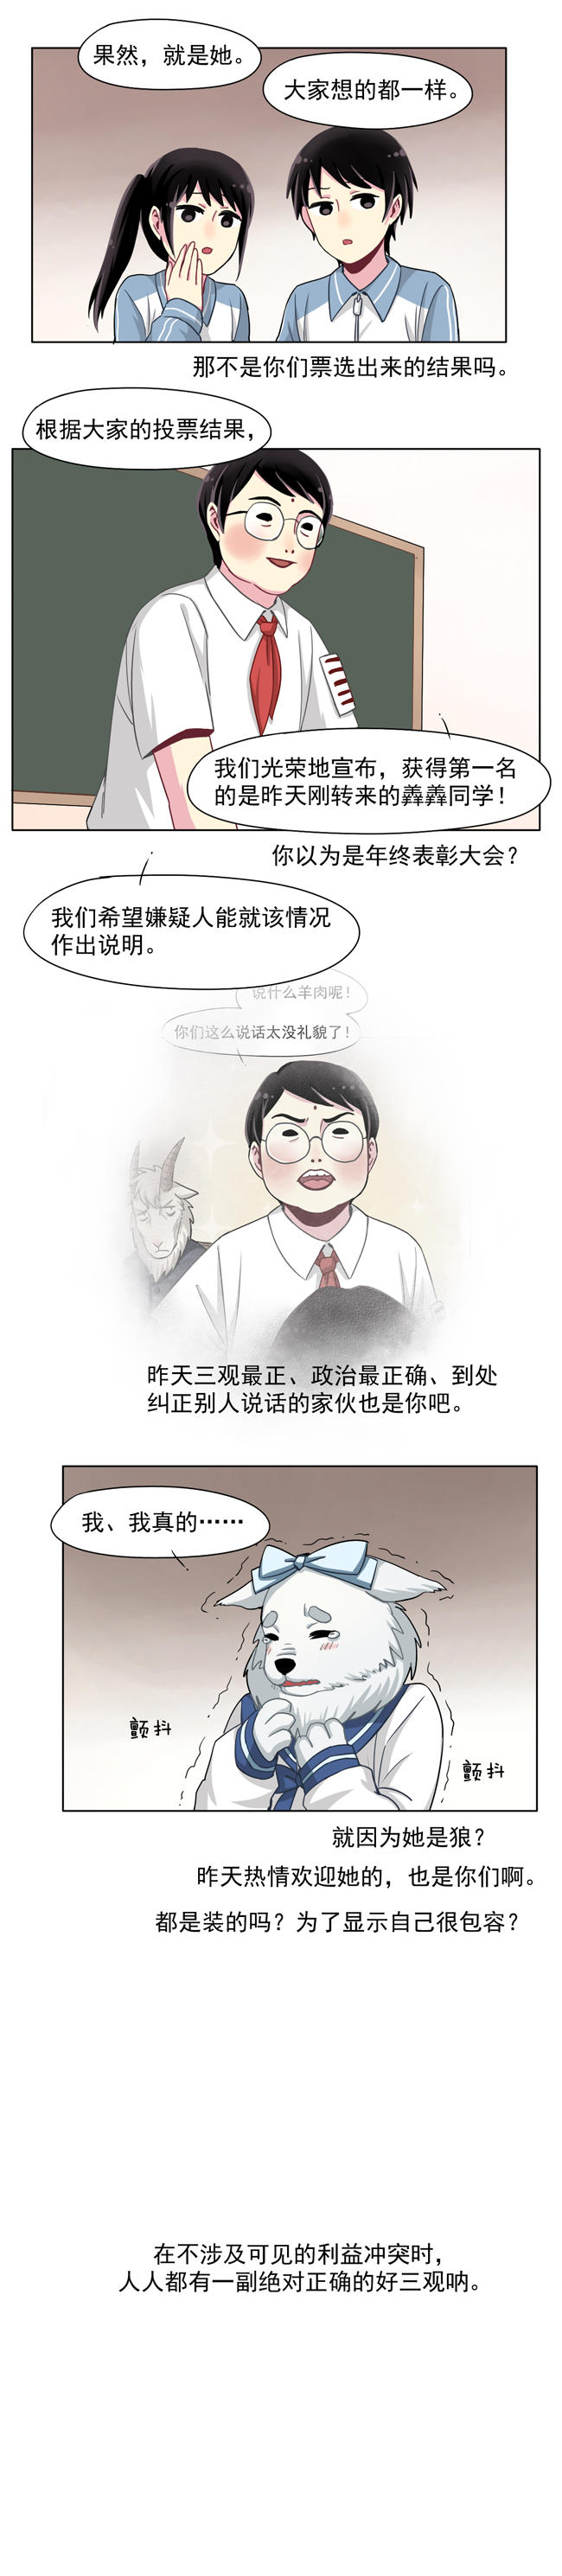 果然，就是她。
大家想的都一样。
那不是你们票选出来的结果吗。
根据大家的投票结果，
我们光荣地宣布，获得第一名
的是昨天刚转来的羴羴同学！
你以为是年终表彰大会？
我们希望嫌疑人能就该情况
作出说明。
说什么羊肉呢！
你们这么说话太没礼貌了！
昨天三观最正、政治最正确、到处
纠正别人说话的家伙也是你吧。
我、我真的……
颤抖
颤抖
就因为她是狼？
昨天热情欢迎她的，也是你们啊。
都是装的吗？为了显示自己很包容？
在不涉及可见的利益冲突时，
人人都有一副绝对正确的好三观呐。